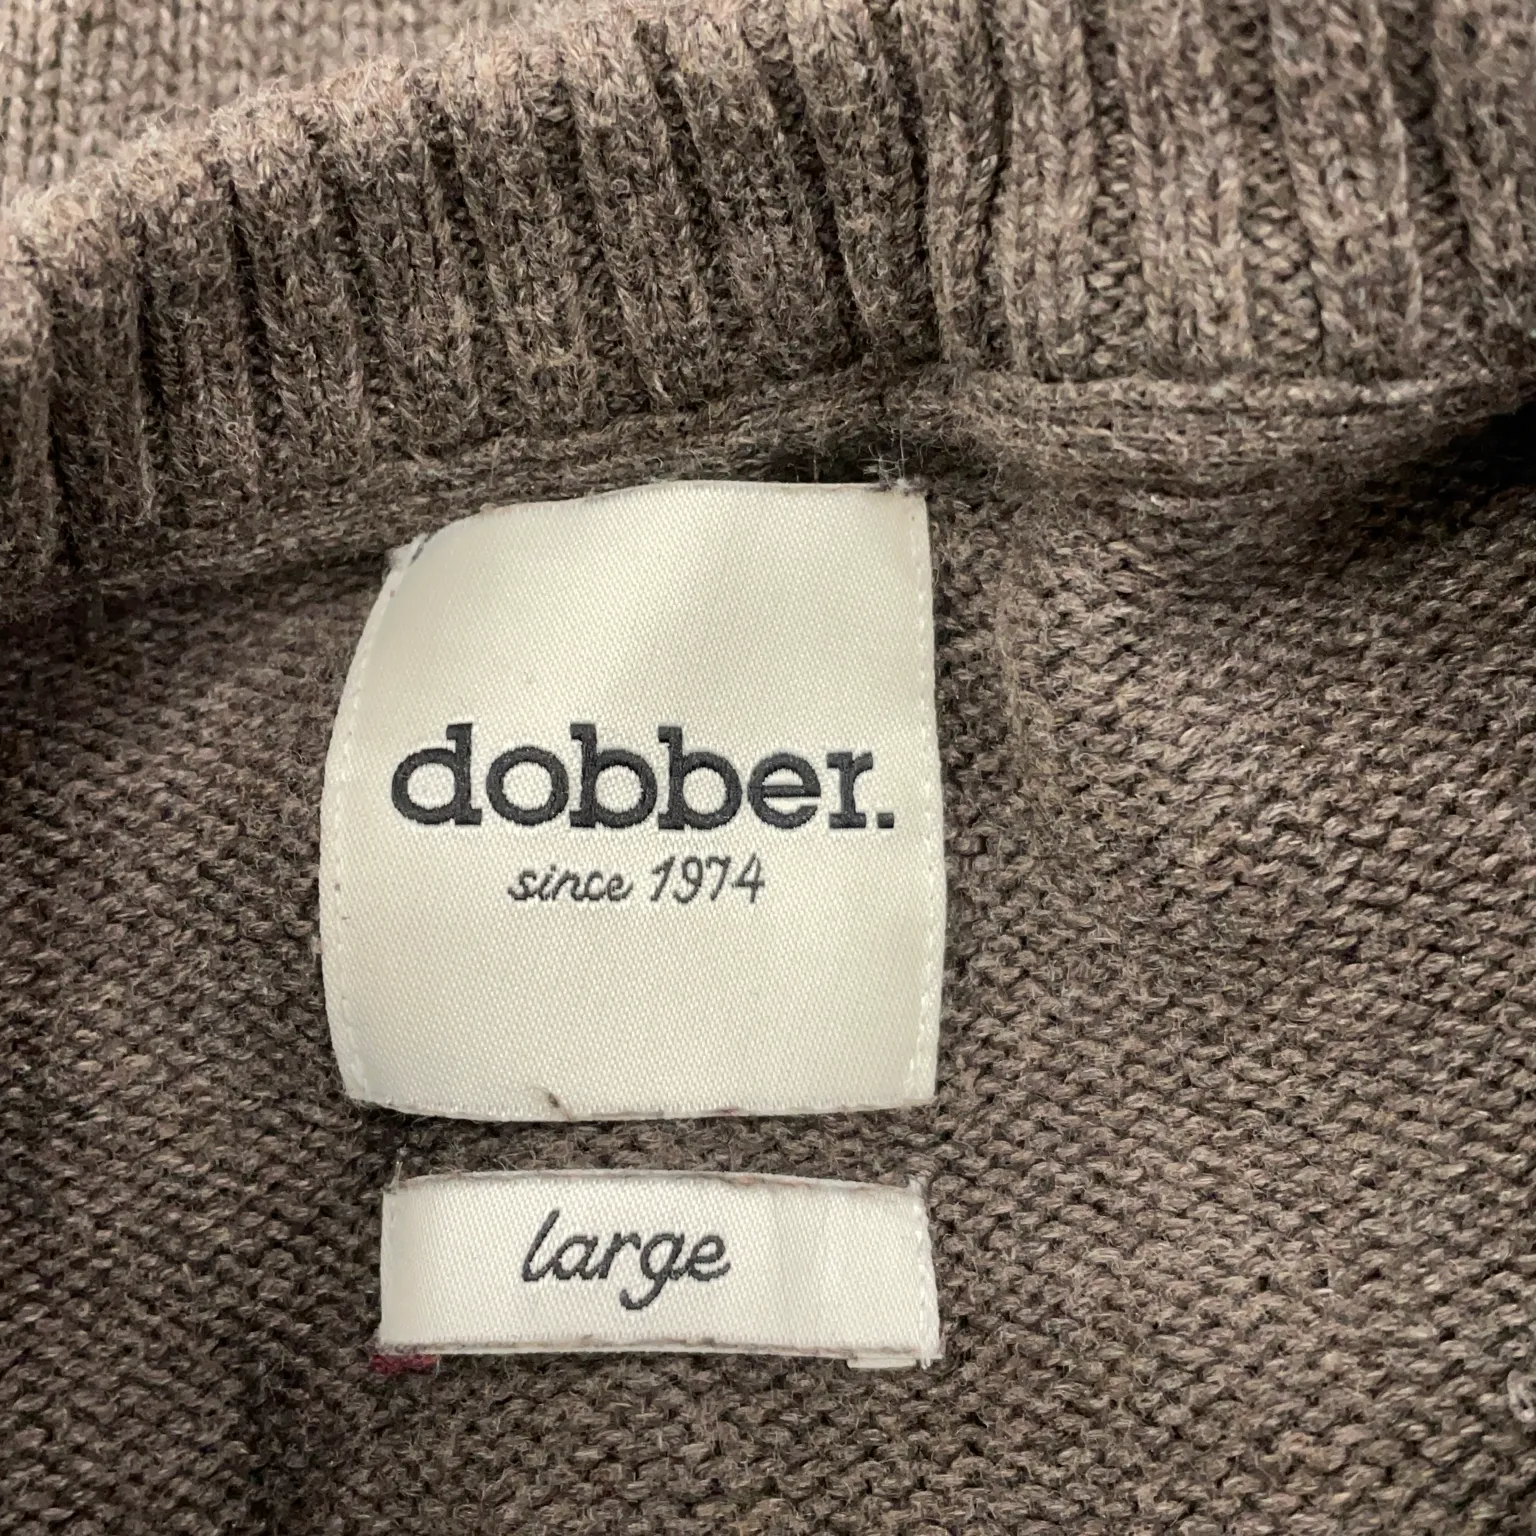 dobber.
since 1974
large